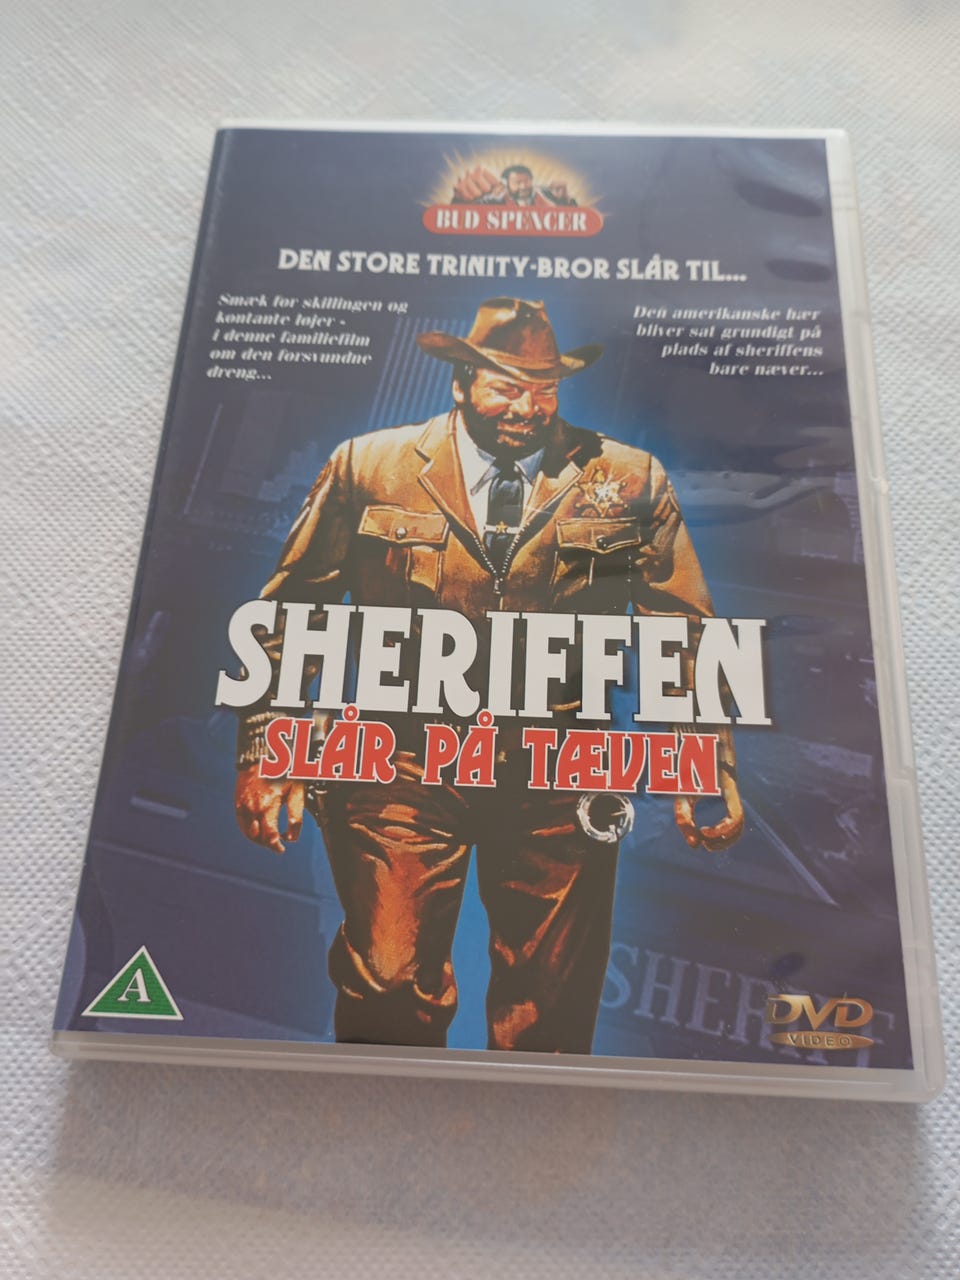 BUD SPENCER
DEN STORE TRINITY-BROR SLÅR TIL...
Smæk for skillingen og
kontante løjer -
i denne familiefilm
om den forsvundne
dreng...
Den amerikanske hær
bliver sat grundigt på
plads af sheriffens
bare næver...
SHERIFFEN
SLÅR PÅ TÆVEN
SHERIFF
A
DVD
VIDEO